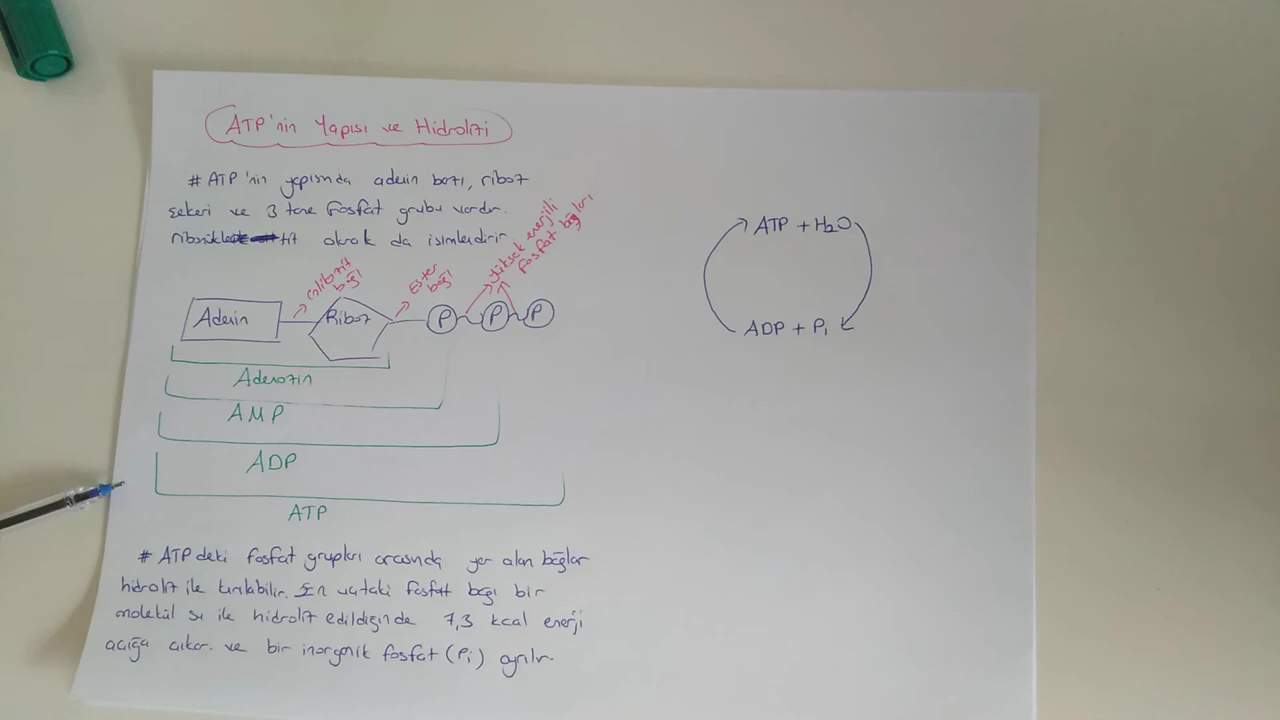 ATP'nin Yapısı ve Hidrolizi
# ATP'nin yapısında adenin bazı, riboz
şekeri ve 3 tane fosfat grubu vardır.
ribonükleotit olarak da isimlendirilir
Glikozit bağı
Ester bağı
Yüksek enerjili
fosfat bağları
Adenin Riboz P P P
Adenozin
AMP
ADP
ATP
# ATP'deki fosfat grupları arasında yer alan bağlar
hidroliz ile kırılabilir. En uçtaki fosfat bağı bir
molekül su ile hidroliz edildiğinde 7,3 kcal enerji
açığa çıkar. ve bir inorganik fosfat (Pi) ayrılır.
ATP + H₂O
ADP + Pi